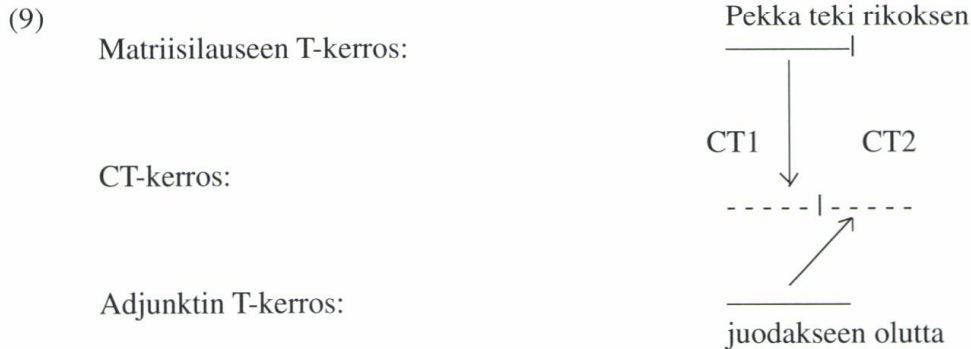 (9)
Pekka teki rikoksen
Matriisilauseen T-kerros:
CT1 CT2
CT-kerros:
Adjunktin T-kerros:
juodakseen olutta